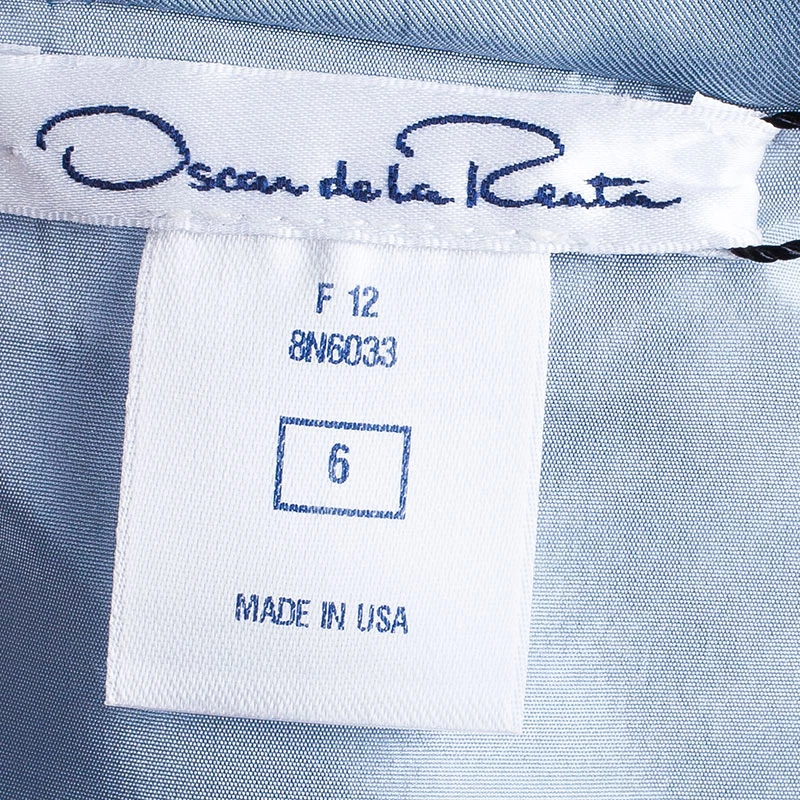 Oscar de la Renta
F 12
8N6033
6
MADE IN USA